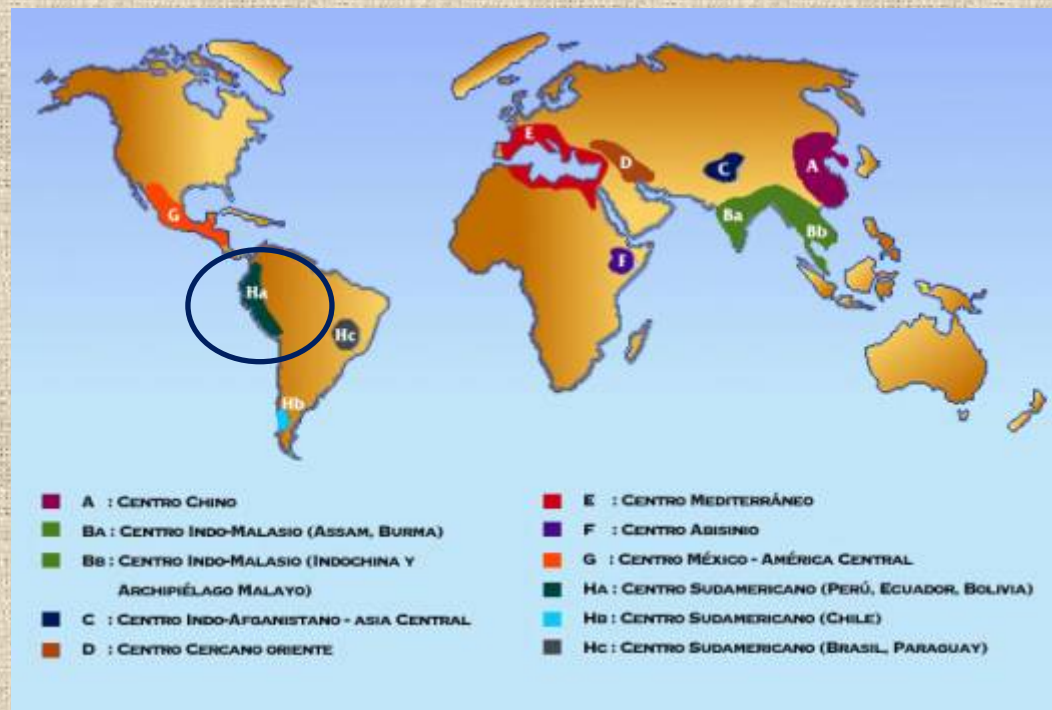 E
D
C
A
G
Ba
Bb
F
Ha
Hc
Hb
A : CENTRO CHINO
BA : CENTRO INDO-MALASIO (ASSAM, BURMA)
BB : CENTRO INDO-MALASIO (INDOCHINA Y
ARCHIPIÉLAGO MALAYO)
C : CENTRO INDO-AFGANISTANO - ASIA CENTRAL
D : CENTRO CERCANO ORIENTE
E : CENTRO MEDITERRÁNEO
F : CENTRO ABISINIO
G : CENTRO MÉXICO - AMÉRICA CENTRAL
HA : CENTRO SUDAMERICANO (PERÚ, ECUADOR, BOLIVIA)
HB : CENTRO SUDAMERICANO (CHILE)
HC : CENTRO SUDAMERICANO (BRASIL, PARAGUAY)